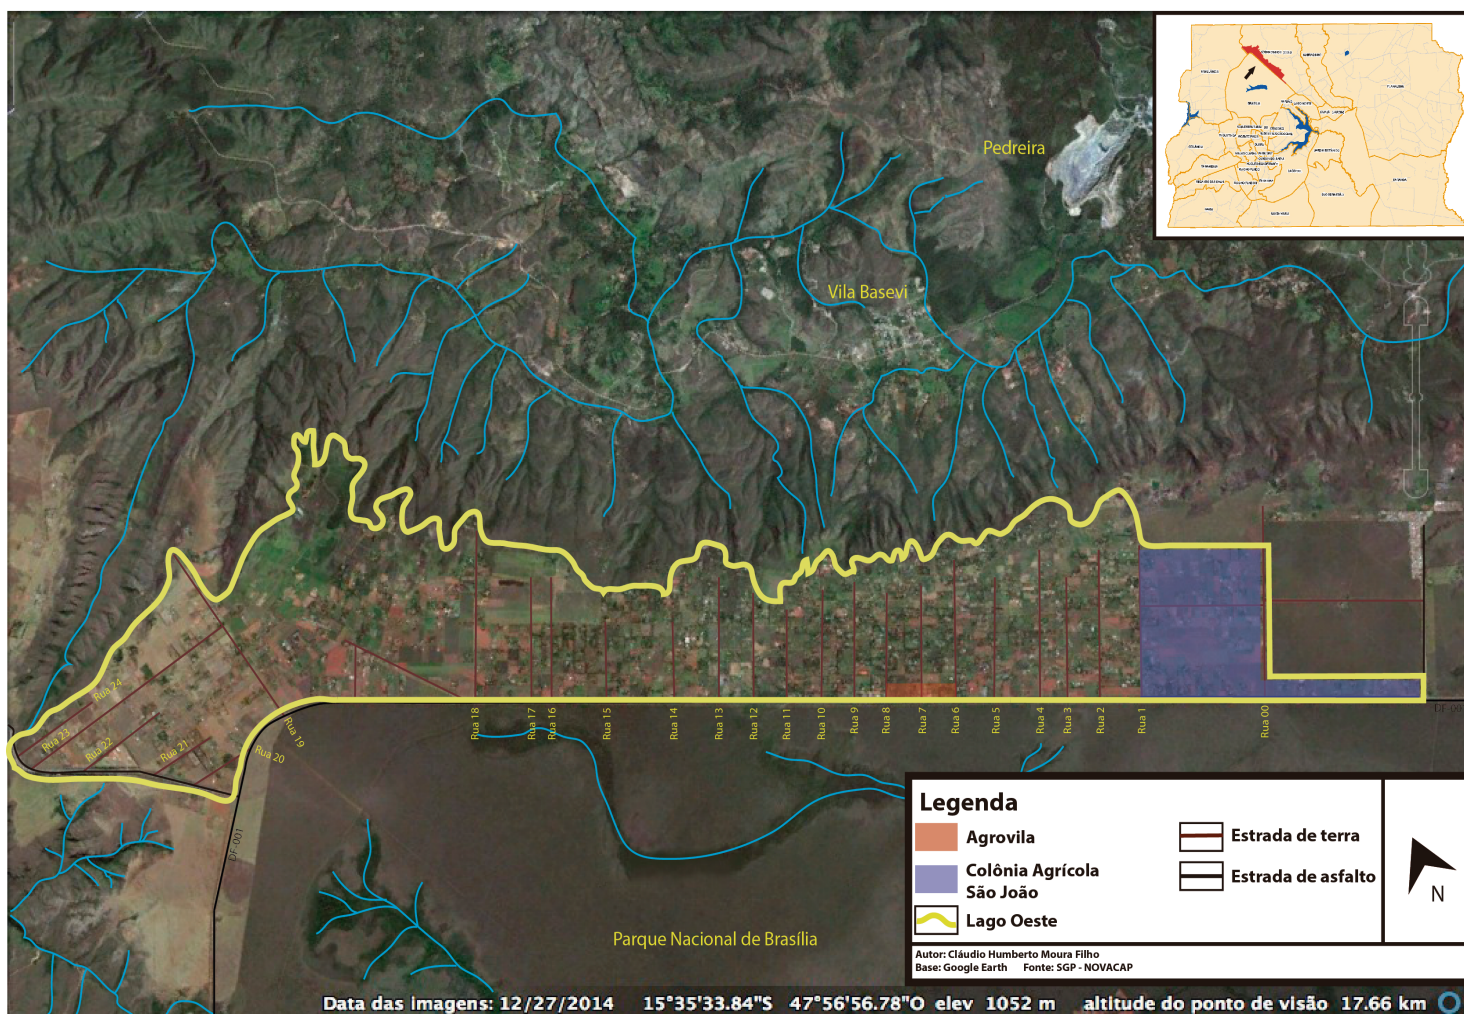 Pedreira
Vila Basevi
Rua 24
Rua 23
Rua 22
Rua 21
Rua 20
Rua 19
Rua 18
Rua 17
Rua 16
Rua 15
Rua 14
Rua 13
Rua 12
Rua 11
Rua 10
Rua 9
Rua 8
Rua 7
Rua 6
Rua 5
Rua 4
Rua 3
Rua 2
Rua 1
Rua 00
DF-001
Parque Nacional de Brasília
Legenda
Agrovila
Colônia Agrícola
São João
Lago Oeste
Estrada de terra
Estrada de asfalto
N
Autor: Cláudio Humberto Moura Filho
Base: Google Earth Fonte: SGP - NOVACAP
Data das imagens: 12/27/2014 15°35'33.84"S 47°56'56.78"O elev 1052 m altitude do ponto de visão 17.66 km